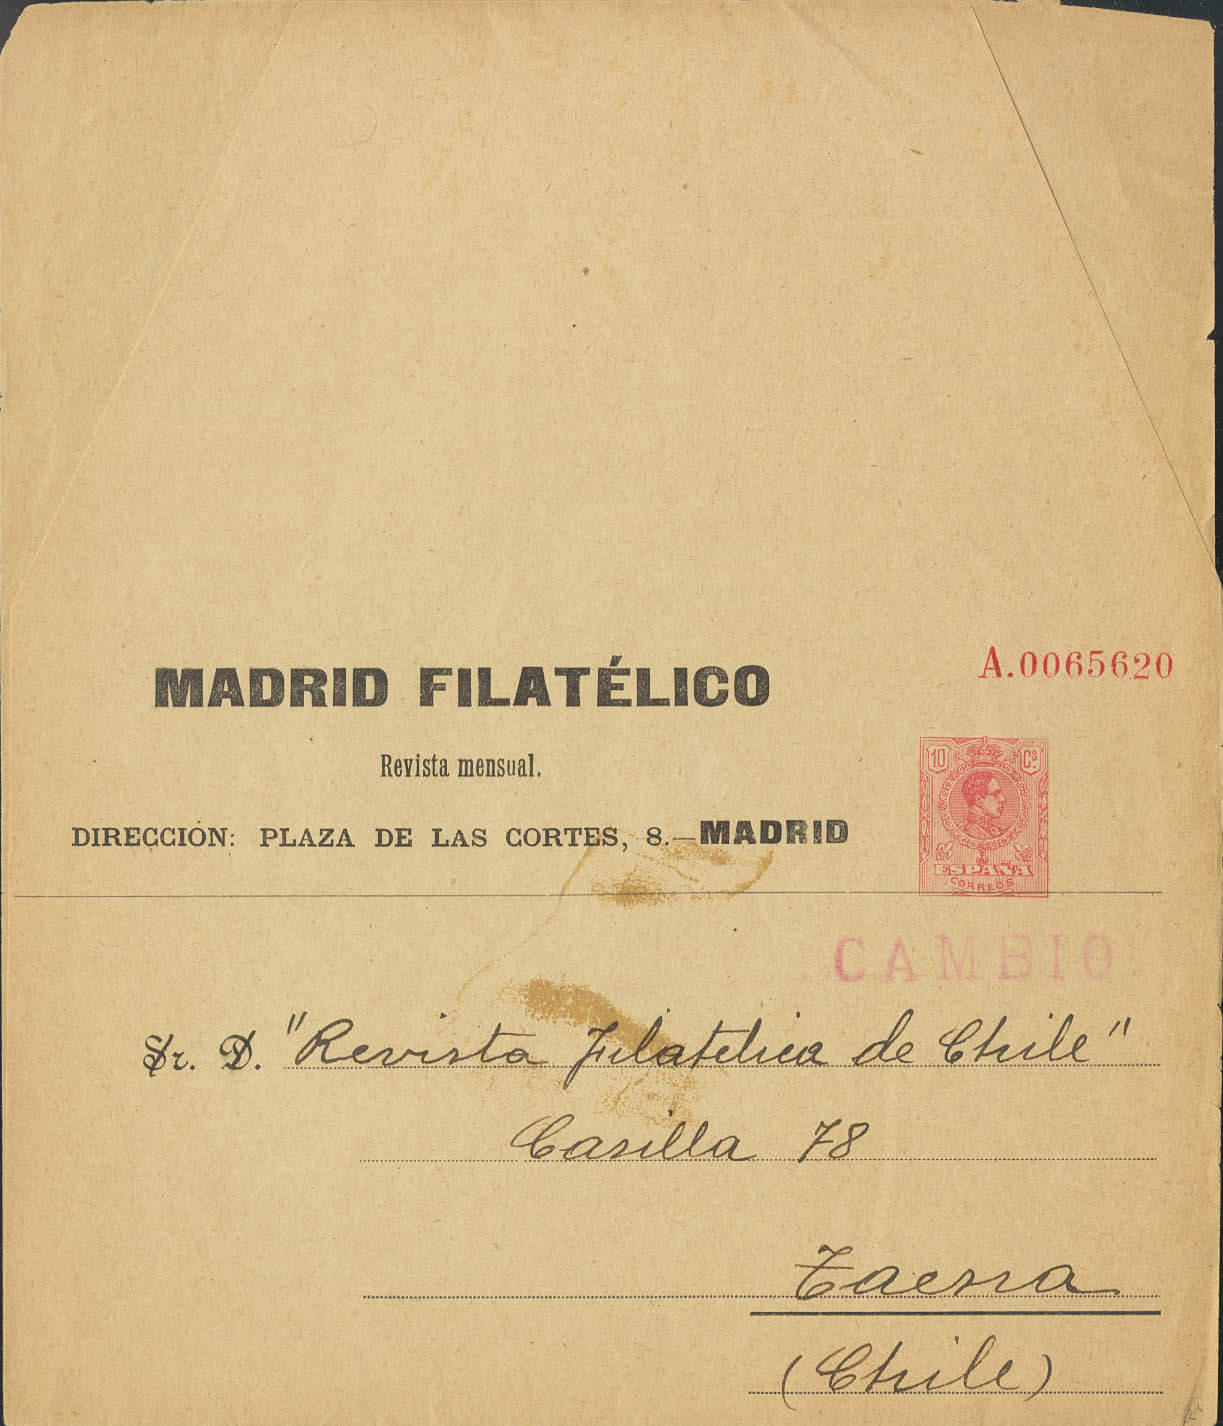 MADRID FILATÉLICO
A.0065620
Revista mensual.
10 Cs
DIRECCIÓN: PLAZA DE LAS CORTES, 8.—MADRID
ESPAÑA
CORREOS
CAMBIO
Sr. D. "Revista Filatelica de Chile"
Casilla 78
Tacna
(Chile)